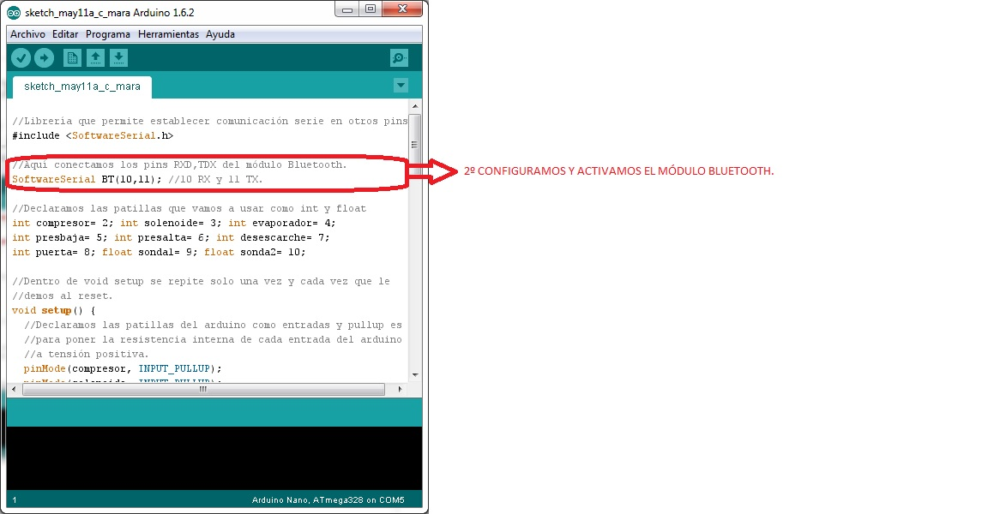 sketch_may11a_c_mara Arduino 1.6.2
Archivo Editar Programa Herramientas Ayuda
sketch_may11a_c_mara
//Librería que permite establecer comunicación serie en otros pins
#include <SoftwareSerial.h>
//Aquí conectamos los pins RXD,TDX del módulo Bluetooth.
SoftwareSerial BT(10,11); //10 RX y 11 TX.
2º CONFIGURAMOS Y ACTIVAMOS EL MÓDULO BLUETOOTH.
//Declaramos las patillas que vamos a usar como int y float
int compresor= 2; int solenoide= 3; int evaporador= 4;
int presbaja= 5; int presalta= 6; int desescarche= 7;
int puerta= 8; float sonda1= 9; float sonda2= 10;
//Dentro de void setup se repite solo una vez y cada vez que le
//demos al reset.
void setup() {
//Declaramos las patillas del arduino como entradas y pullup es
//para poner la resistencia interna de cada entrada del arduino
//a tensión positiva.
pinMode(compresor, INPUT_PULLUP);
pinMode(solenoide, INPUT_PULLUP);
1
Arduino Nano, ATmega328 on COM5